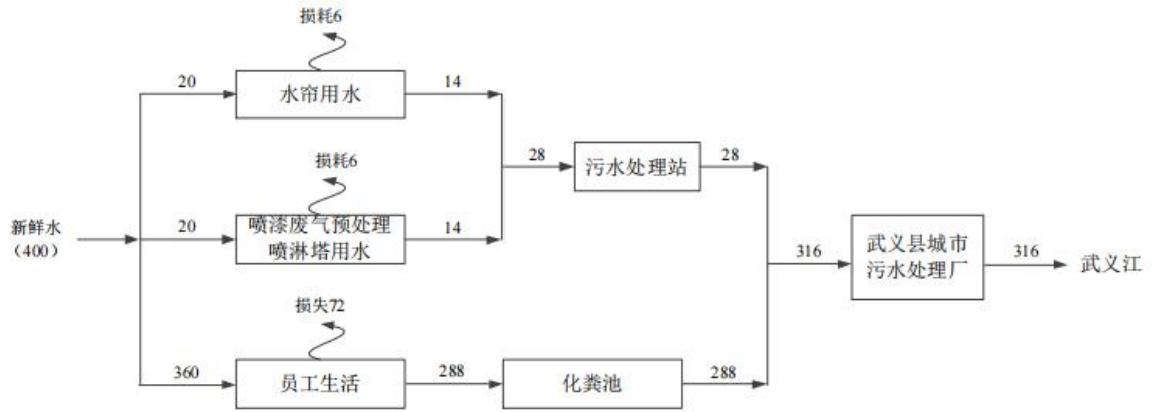 损耗6
20
水帘用水
14
损耗6
28
污水处理站
28
新鲜水
(400)
20
喷漆废气预处理
喷淋塔用水
14
316
武义县城市
污水处理厂
316
武义江
损失72
360
员工生活
288
化粪池
288